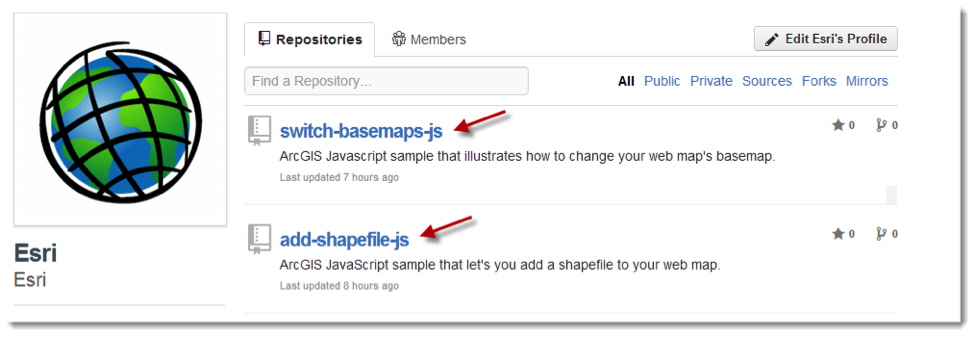 Repositories Members Edit Esri's Profile
Find a Repository... All Public Private Sources Forks Mirrors
switch-basemaps-js 0 0
ArcGIS Javascript sample that illustrates how to change your web map's basemap.
Last updated 7 hours ago
add-shapefile-js 0 0
ArcGIS JavaScript sample that let's you add a shapefile to your web map.
Last updated 8 hours ago
Esri
Esri